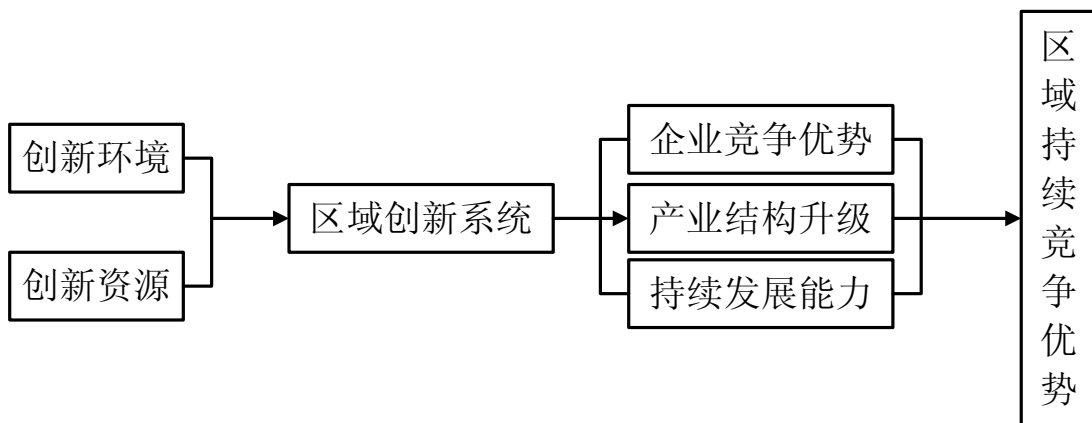 创新环境
创新资源
区域创新系统
企业竞争优势
产业结构升级
持续发展能力
区域持续竞争优势